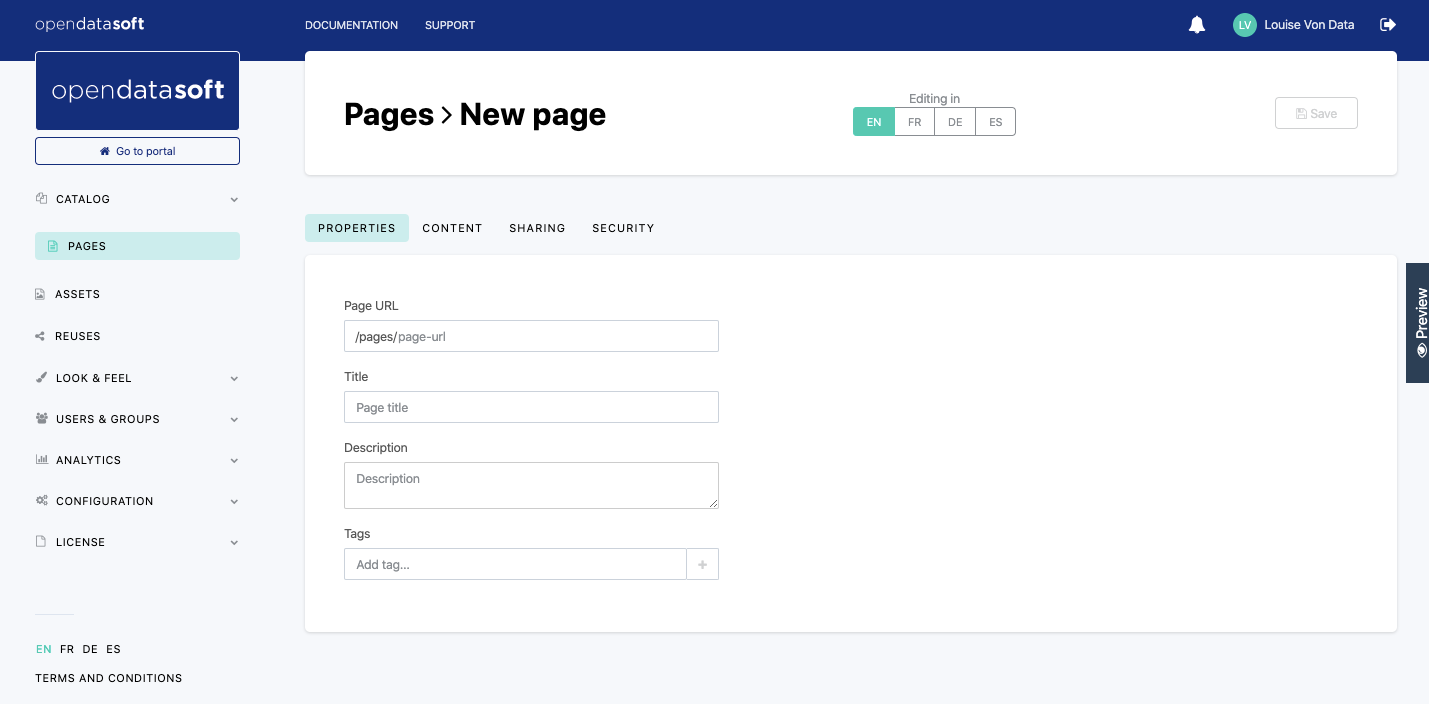 opendatasoft
DOCUMENTATION
SUPPORT
LV
Louise Von Data
opendatasoft
Go to portal
CATALOG
PAGES
ASSETS
REUSES
LOOK & FEEL
USERS & GROUPS
ANALYTICS
CONFIGURATION
LICENSE
EN FR DE ES
TERMS AND CONDITIONS
Pages > New page
Editing in
EN FR DE ES
Save
PROPERTIES CONTENT SHARING SECURITY
Page URL
/pages/page-url
Title
Page title
Description
Description
Tags
Add tag...
+
Preview